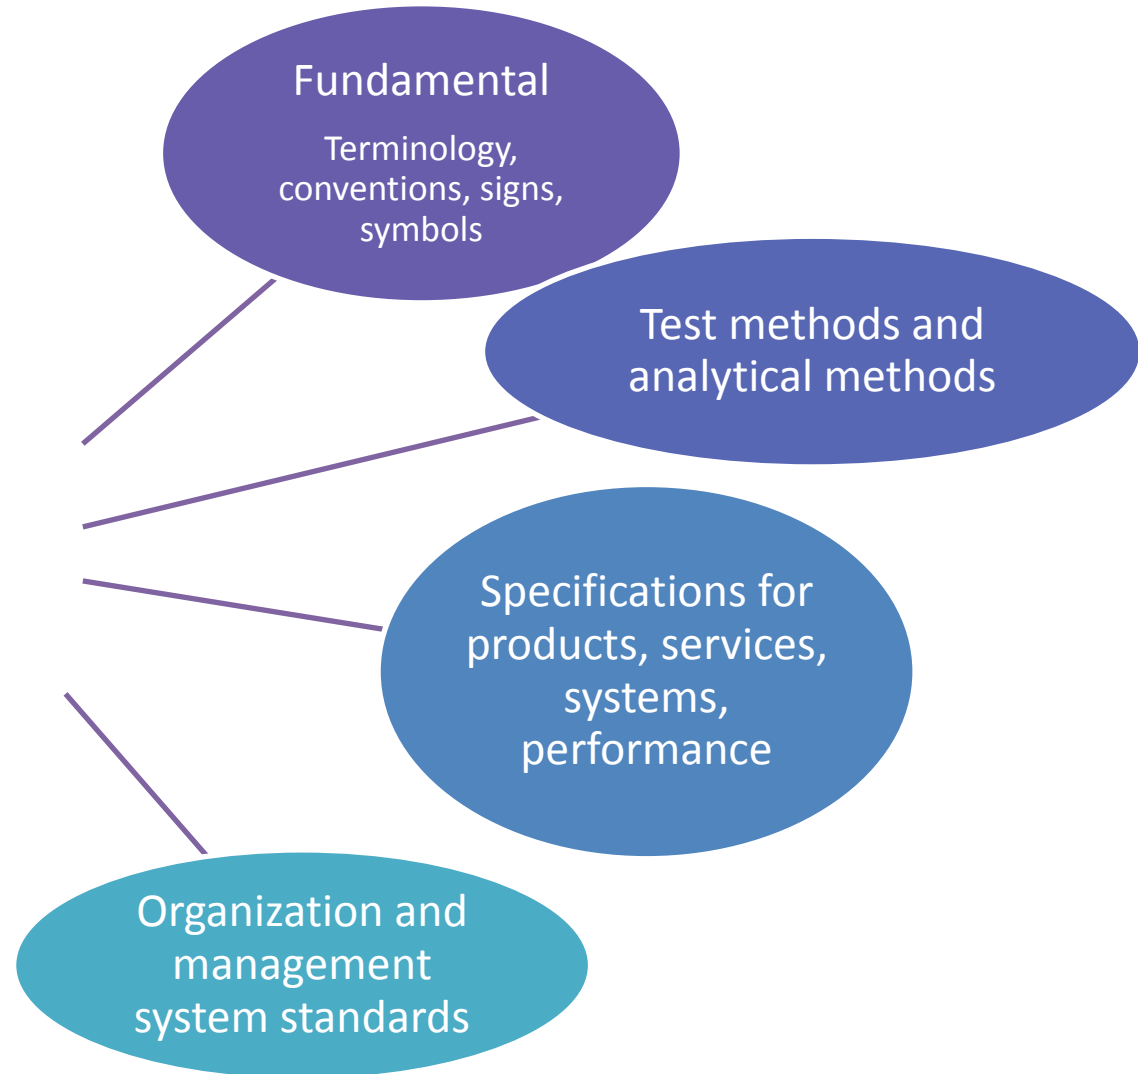 Fundamental
Terminology,
conventions, signs,
symbols
Test methods and
analytical methods
Specifications for
products, services,
systems,
performance
Organization and
management
system standards